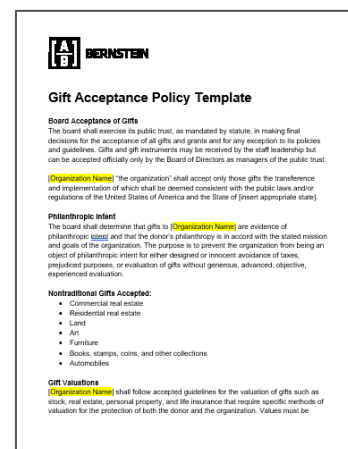 [A
B] BERNSTEIN
Gift Acceptance Policy Template
Board Acceptance of Gifts
The board shall exercise its public trust, as mandated by statute, in making final
decisions for the acceptance of all gifts and grants and for any exception to its policies
and guidelines. Gifts and gift instruments may be received by the staff leadership but
can be accepted officially only by the Board of Directors as managers of the public trust.
[Organization Name] "the organization" shall accept only those gifts the transference
and implementation of which shall be deemed consistent with the public laws and/or
regulations of the United States of America and the State of [insert appropriate state].
Philanthropic Intent
The board shall determine that gifts to [Organization Name] are evidence of
philanthropic intent and that the donor's philanthropy is in accord with the stated mission
and goals of the organization. The purpose is to prevent the organization from being an
object of philanthropic intent for either designed or innocent avoidance of taxes,
prejudiced purposes, or evaluation of gifts without generous, advanced, objective,
experienced evaluation.
Nontraditional Gifts Accepted:
• Commercial real estate
• Residential real estate
• Land
• Art
• Furniture
• Books, stamps, coins, and other collections
• Automobiles
Gift Valuations
[Organization Name] shall follow accepted guidelines for the valuation of gifts such as
stock, real estate, personal property, and life insurance that require specific methods of
valuation for the protection of both the donor and the organization. Values must be